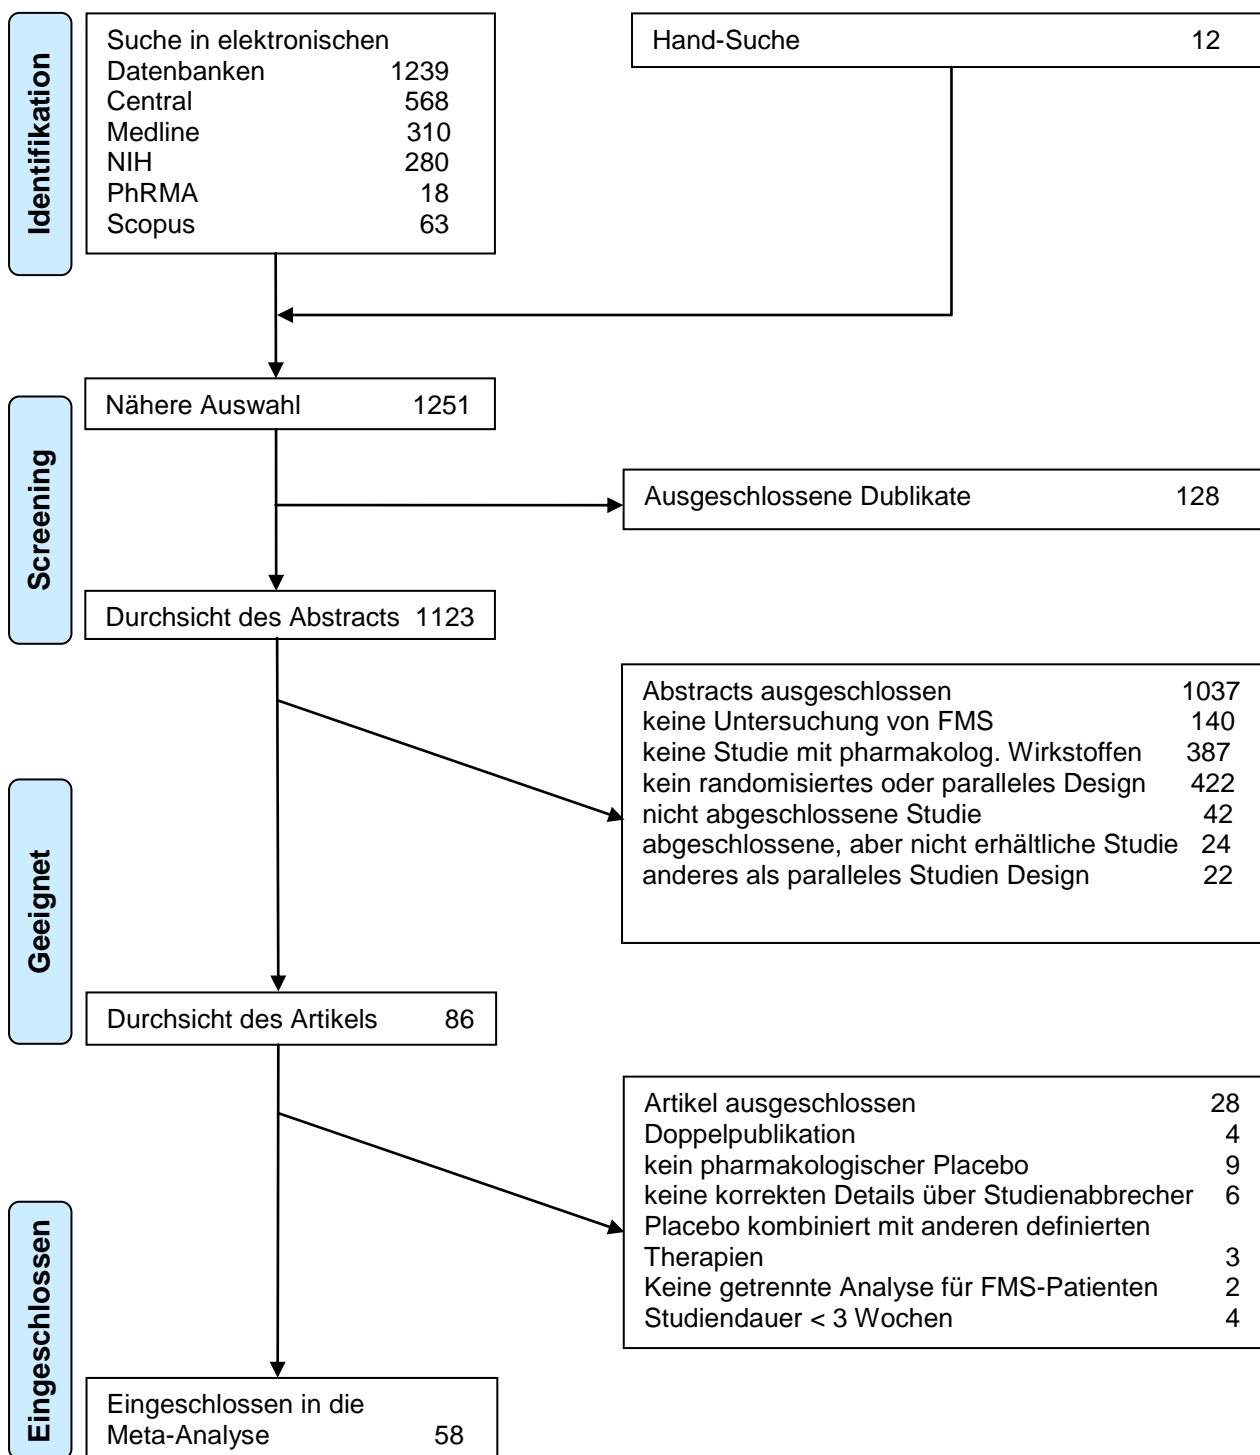 Identifikation
Suche in elektronischen
Datenbanken 1239
Central 568
Medline 310
NIH 280
PhRMA 18
Scopus 63
Hand-Suche 12
Screening
Nähere Auswahl 1251
Ausgeschlossene Dublikate 128
Durchsicht des Abstracts 1123
Geeignet
Abstracts ausgeschlossen 1037
keine Untersuchung von FMS 140
keine Studie mit pharmakolog. Wirkstoffen 387
kein randomisiertes oder paralleles Design 422
nicht abgeschlossene Studie 42
abgeschlossene, aber nicht erhältliche Studie 24
anderes als paralleles Studien Design 22
Durchsicht des Artikels 86
Eingeschlossen
Artikel ausgeschlossen 28
Doppelpublikation 4
kein pharmakologischer Placebo 9
keine korrekten Details über Studienabbrecher 6
Placebo kombiniert mit anderen definierten
Therapien 3
Keine getrennte Analyse für FMS-Patienten 2
Studiendauer < 3 Wochen 4
Eingeschlossen in die
Meta-Analyse 58